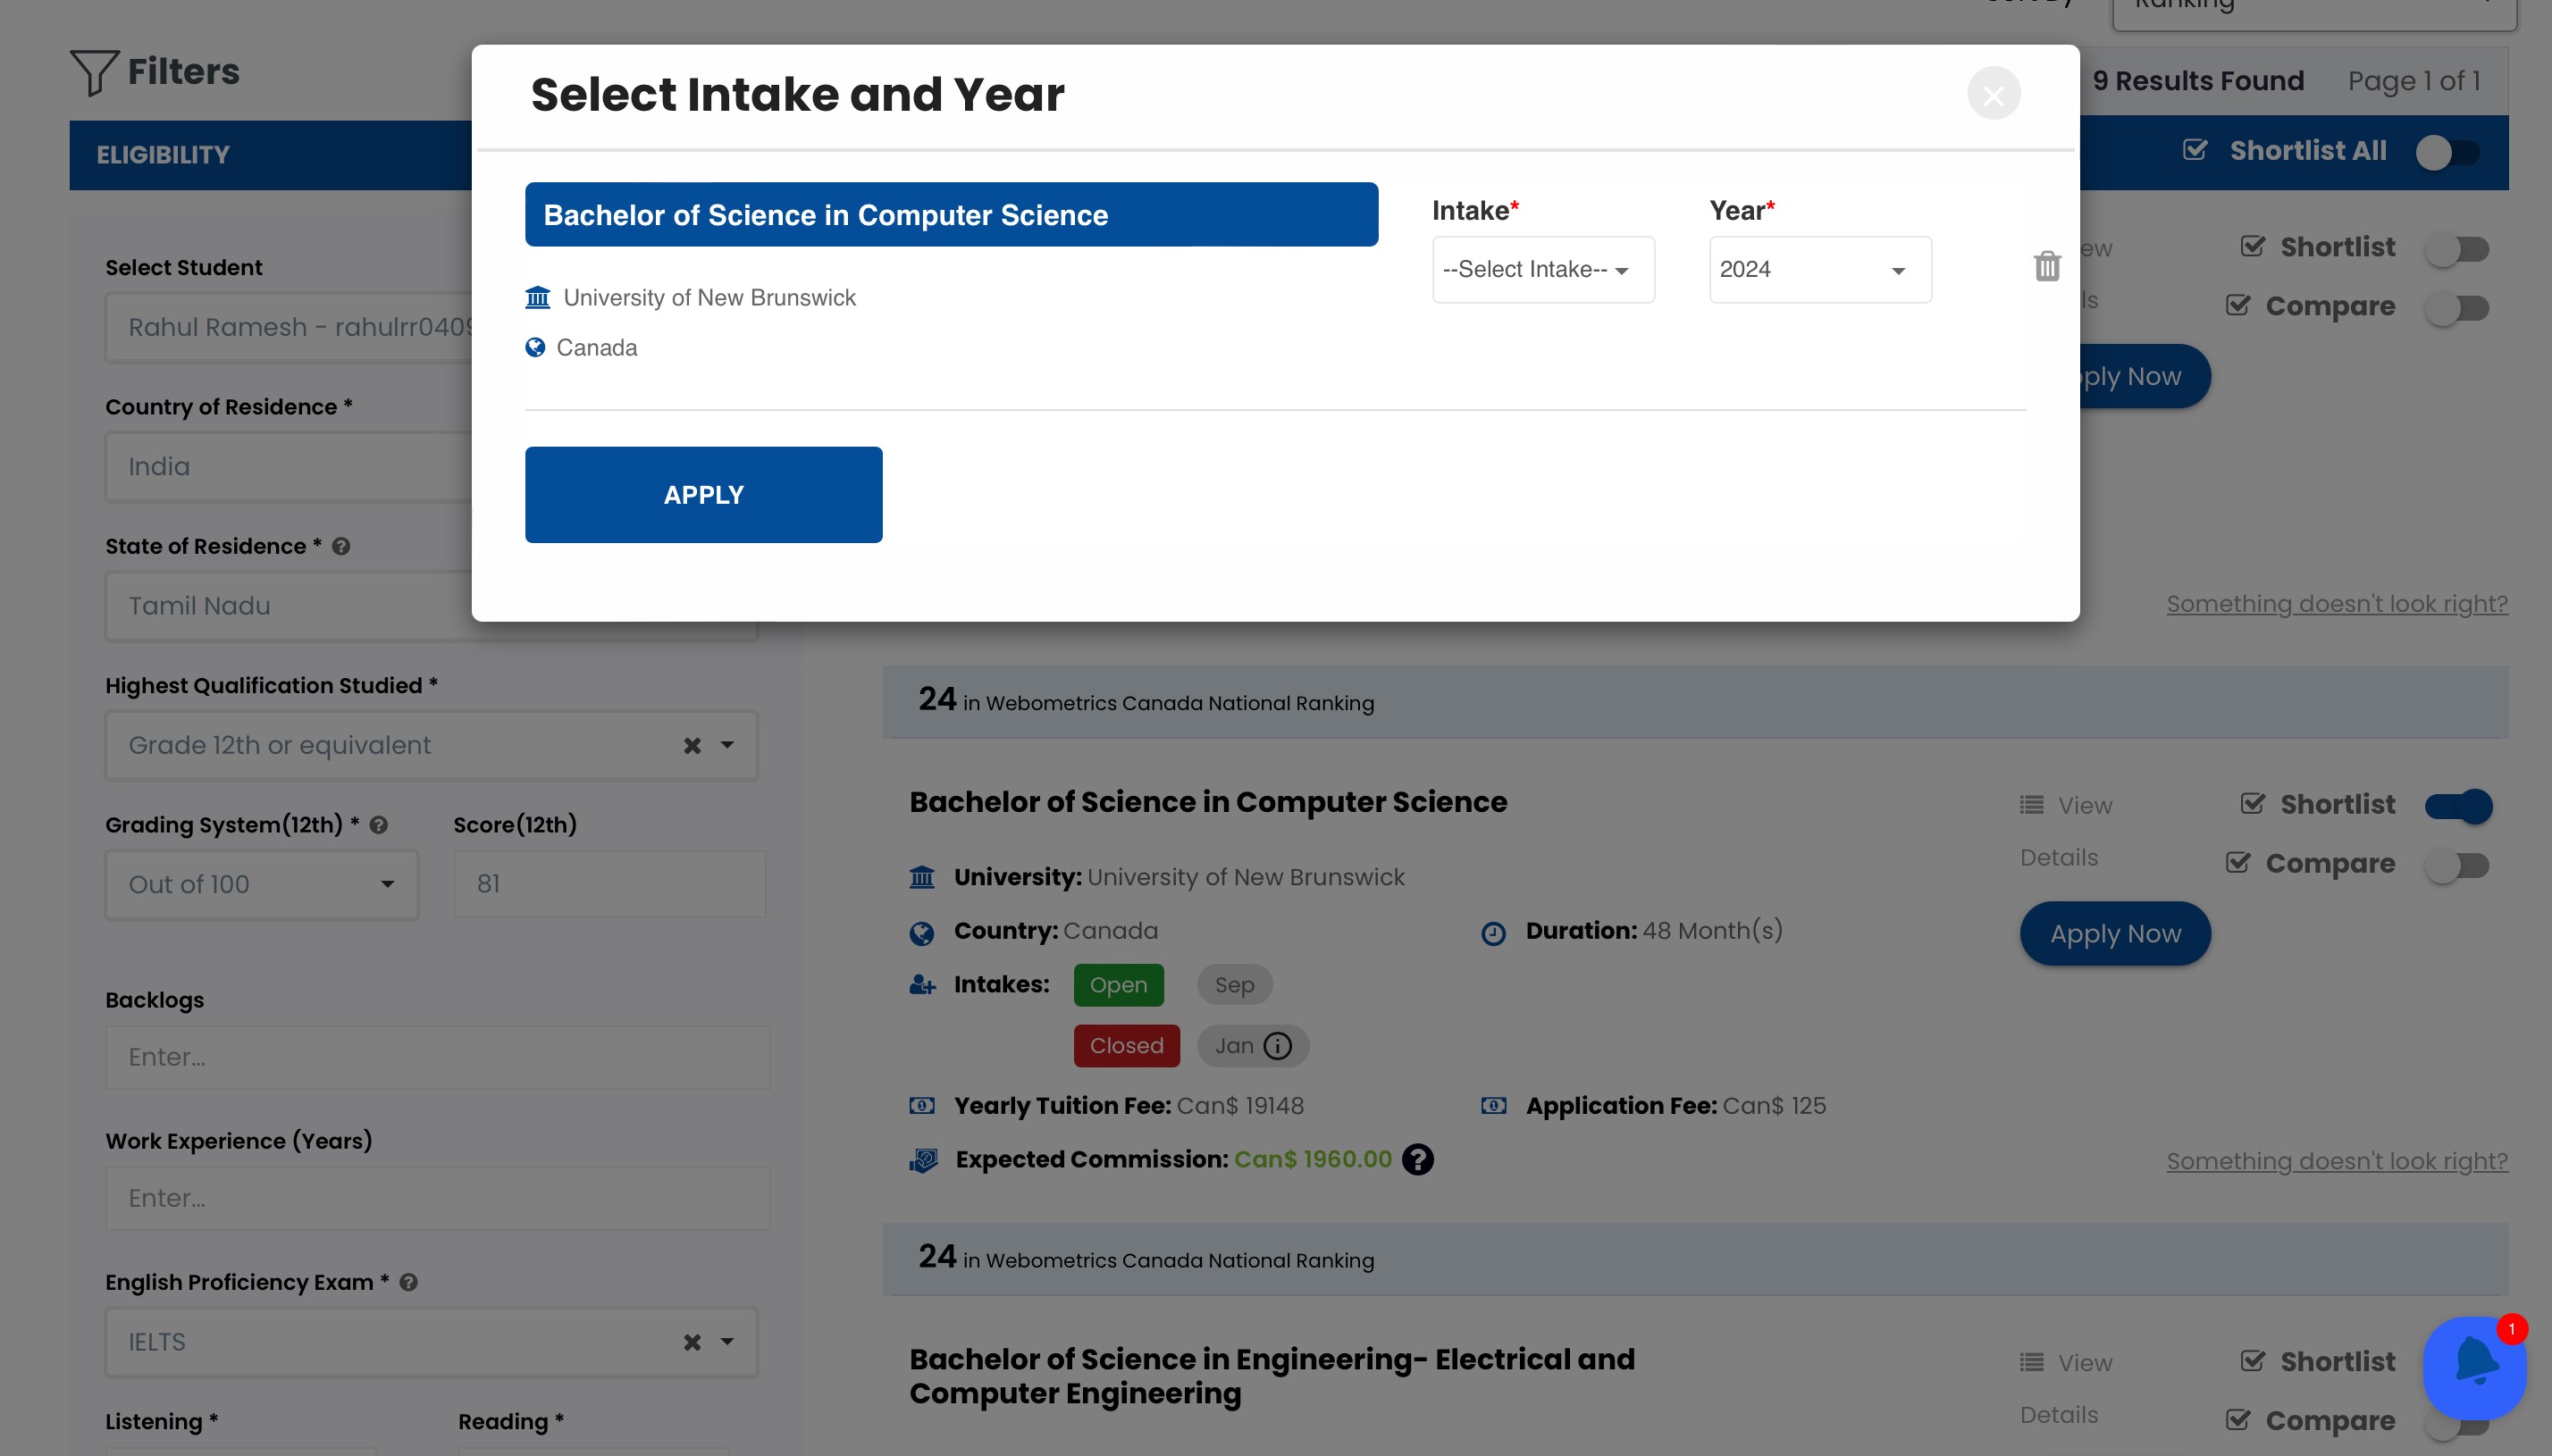 Ranking
Filters
9 Results Found
Page 1 of 1
ELIGIBILITY
Shortlist All
Select Intake and Year
Bachelor of Science in Computer Science
University of New Brunswick
Canada
Intake*
--Select Intake--
Year*
2024
APPLY
Select Student
Rahul Ramesh - rahulrr0409
Country of Residence *
India
State of Residence *
Tamil Nadu
Highest Qualification Studied *
Grade 12th or equivalent
Grading System(12th) *
Score(12th)
Out of 100
81
Backlogs
Enter...
Work Experience (Years)
Enter...
English Proficiency Exam *
IELTS
Listening *
Reading *
Shortlist
Compare
Now
Something doesn't look right?
24 in Webometrics Canada National Ranking
Bachelor of Science in Computer Science
View
Details
Shortlist
Compare
Apply Now
University: University of New Brunswick
Country: Canada
Duration: 48 Month(s)
Intakes: Open Sep
Closed Jan
Yearly Tuition Fee: Can$ 19148
Application Fee: Can$ 125
Expected Commission: Can$ 1960.00
Something doesn't look right?
24 in Webometrics Canada National Ranking
Bachelor of Science in Engineering- Electrical and
Computer Engineering
View
Details
Shortlist
Compare
1